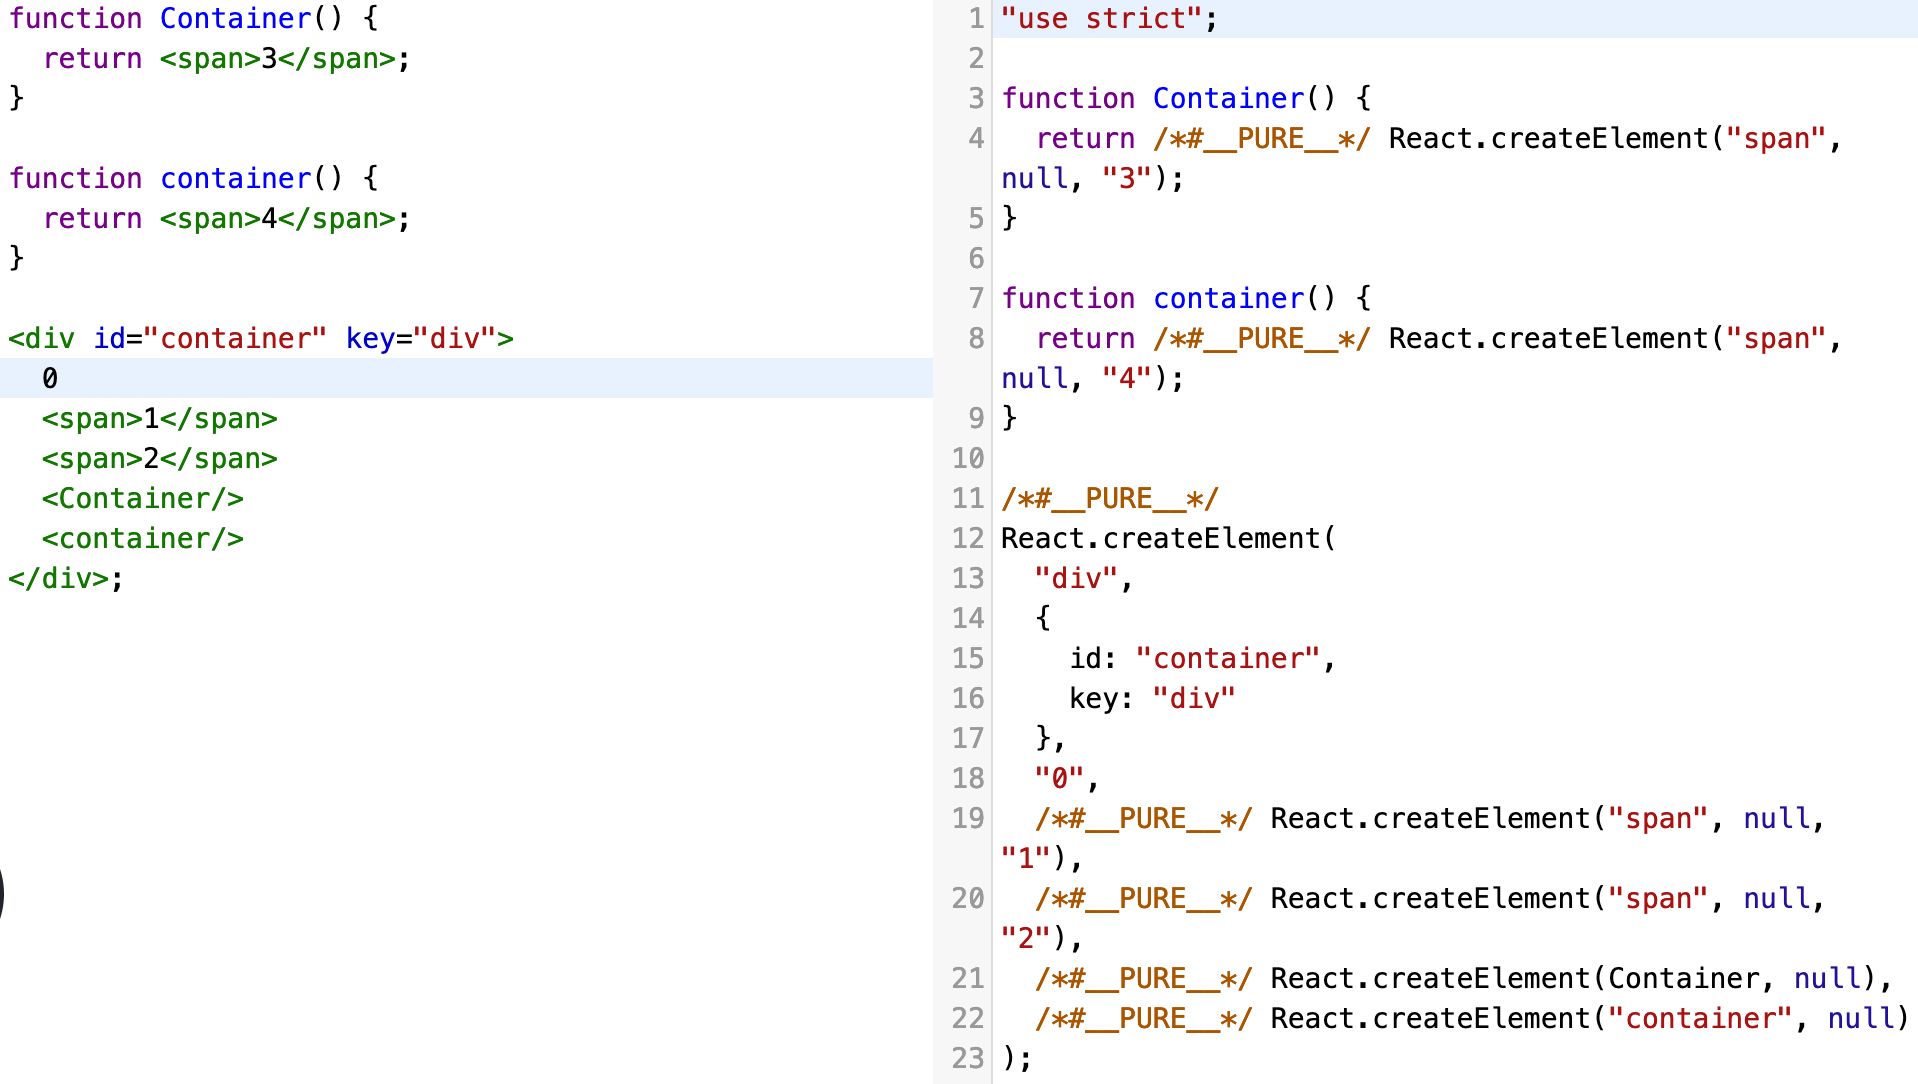 function Container() {
  return <span>3</span>;
}

function container() {
  return <span>4</span>;
}

<div id="container" key="div">
  0
  <span>1</span>
  <span>2</span>
  <Container/>
  <container/>
</div>;
1 "use strict";
2
3 function Container() {
4   return /*#__PURE__*/ React.createElement("span",
null, "3");
5 }
6
7 function container() {
8   return /*#__PURE__*/ React.createElement("span",
null, "4");
9 }
10
11 /*#__PURE__*/
12 React.createElement(
13   "div",
14   {
15     id: "container",
16     key: "div"
17   },
18   "0",
19   /*#__PURE__*/ React.createElement("span", null,
"1"),
20   /*#__PURE__*/ React.createElement("span", null,
"2"),
21   /*#__PURE__*/ React.createElement(Container, null),
22   /*#__PURE__*/ React.createElement("container", null)
23 );